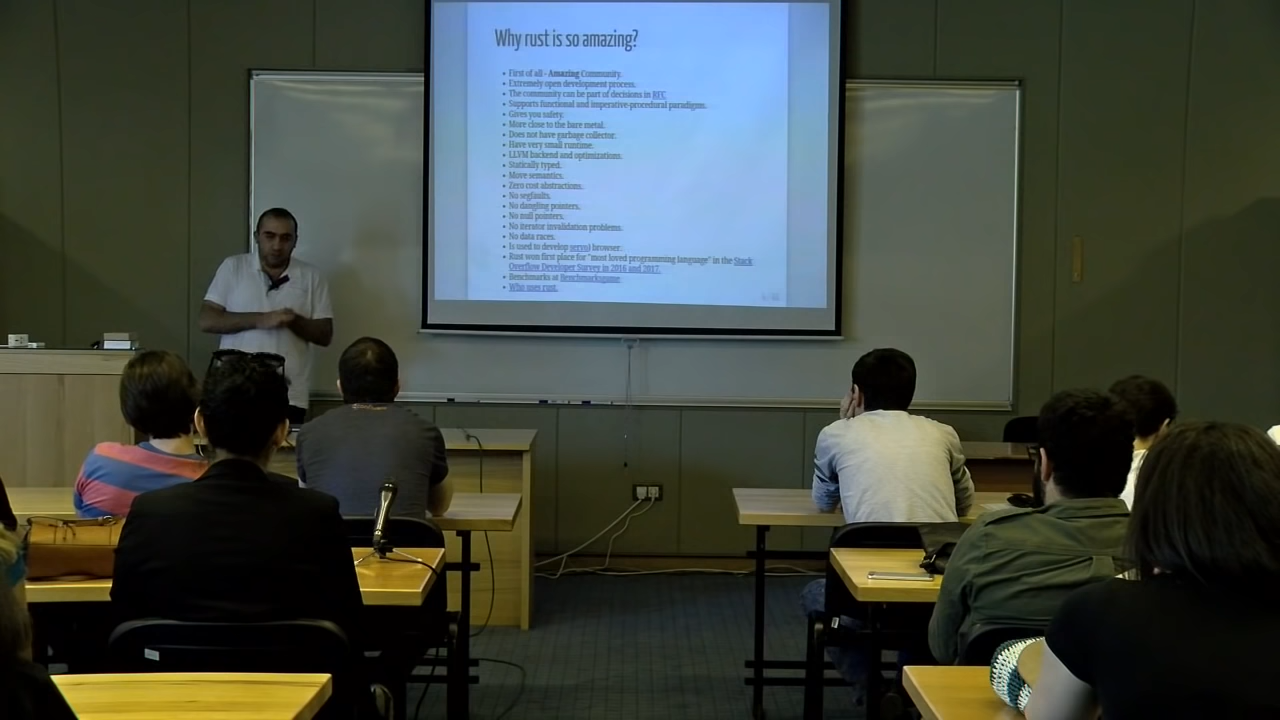 Why rust is so amazing?
• First of all - Amazing Community.
• Extremely open development process.
• The community can be part of decisions in RFC
• Supports functional and imperative-procedural paradigms.
• Gives you safety.
• More close to the bare metal.
• Does not have garbage collector.
• Have very small runtime.
• LLVM backend and optimizations.
• Statically typed.
• Move semantics.
• Zero cost abstractions.
• No segfaults.
• No dangling pointers.
• No null pointers.
• No iterator invalidation problems.
• No data races.
• Is used to develop servo browser.
• Rust won first place for "most loved programming language" in the Stack
Overflow Developer Survey in 2016 and 2017.
• Benchmarks at Benchmarksgame.
• Who uses rust.